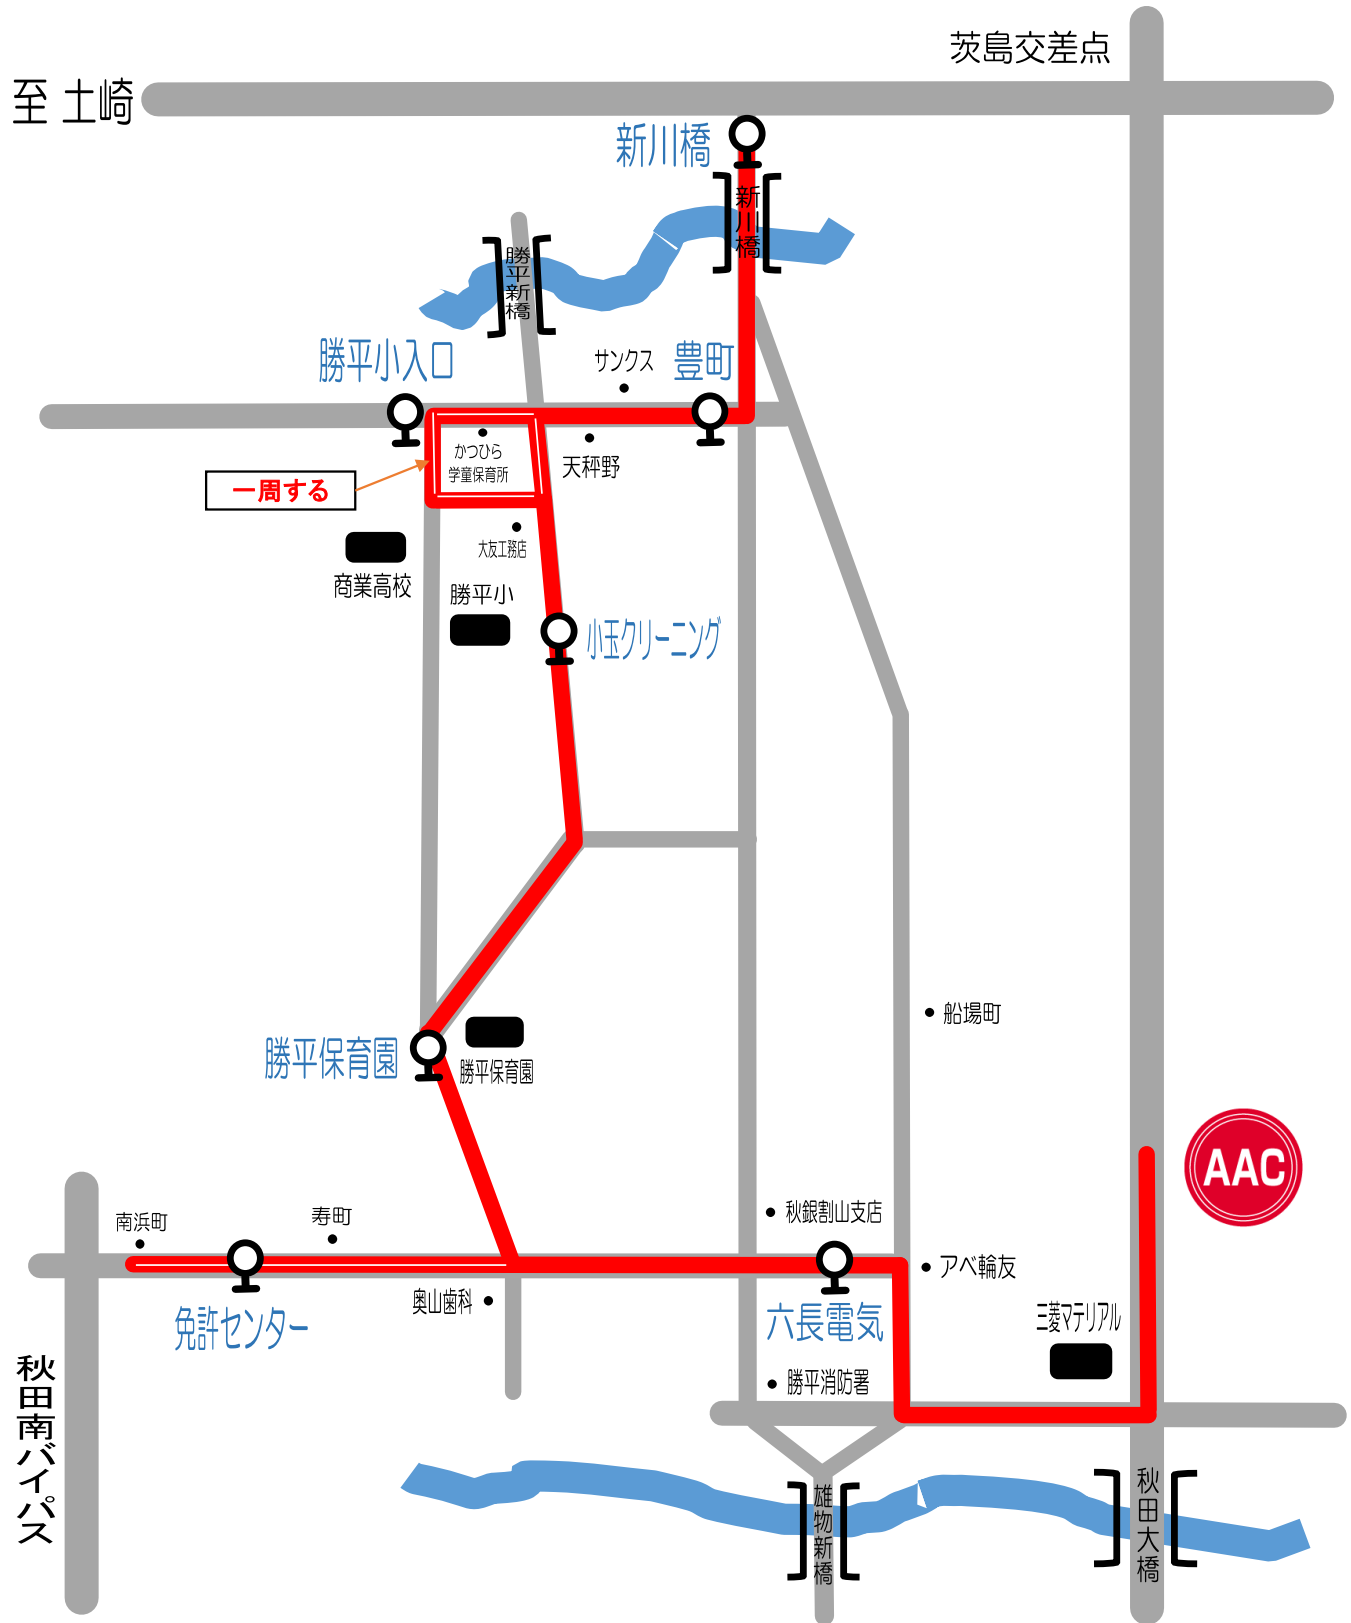 茨島交差点
至 土崎
新川橋
新川橋
勝平新橋
勝平小入口
サンクス
豊町
かつひら
学童保育所
天秤野
一周する
大友工務店
商業高校
勝平小
小玉クリーニング
船場町
勝平保育園
勝平保育園
AAC
秋銀割山支店
南浜町
寿町
アベ輪友
奥山歯科
免許センター
六長電気
三菱マテリアル
秋田南バイパス
勝平消防署
雄物新橋
秋田大橋